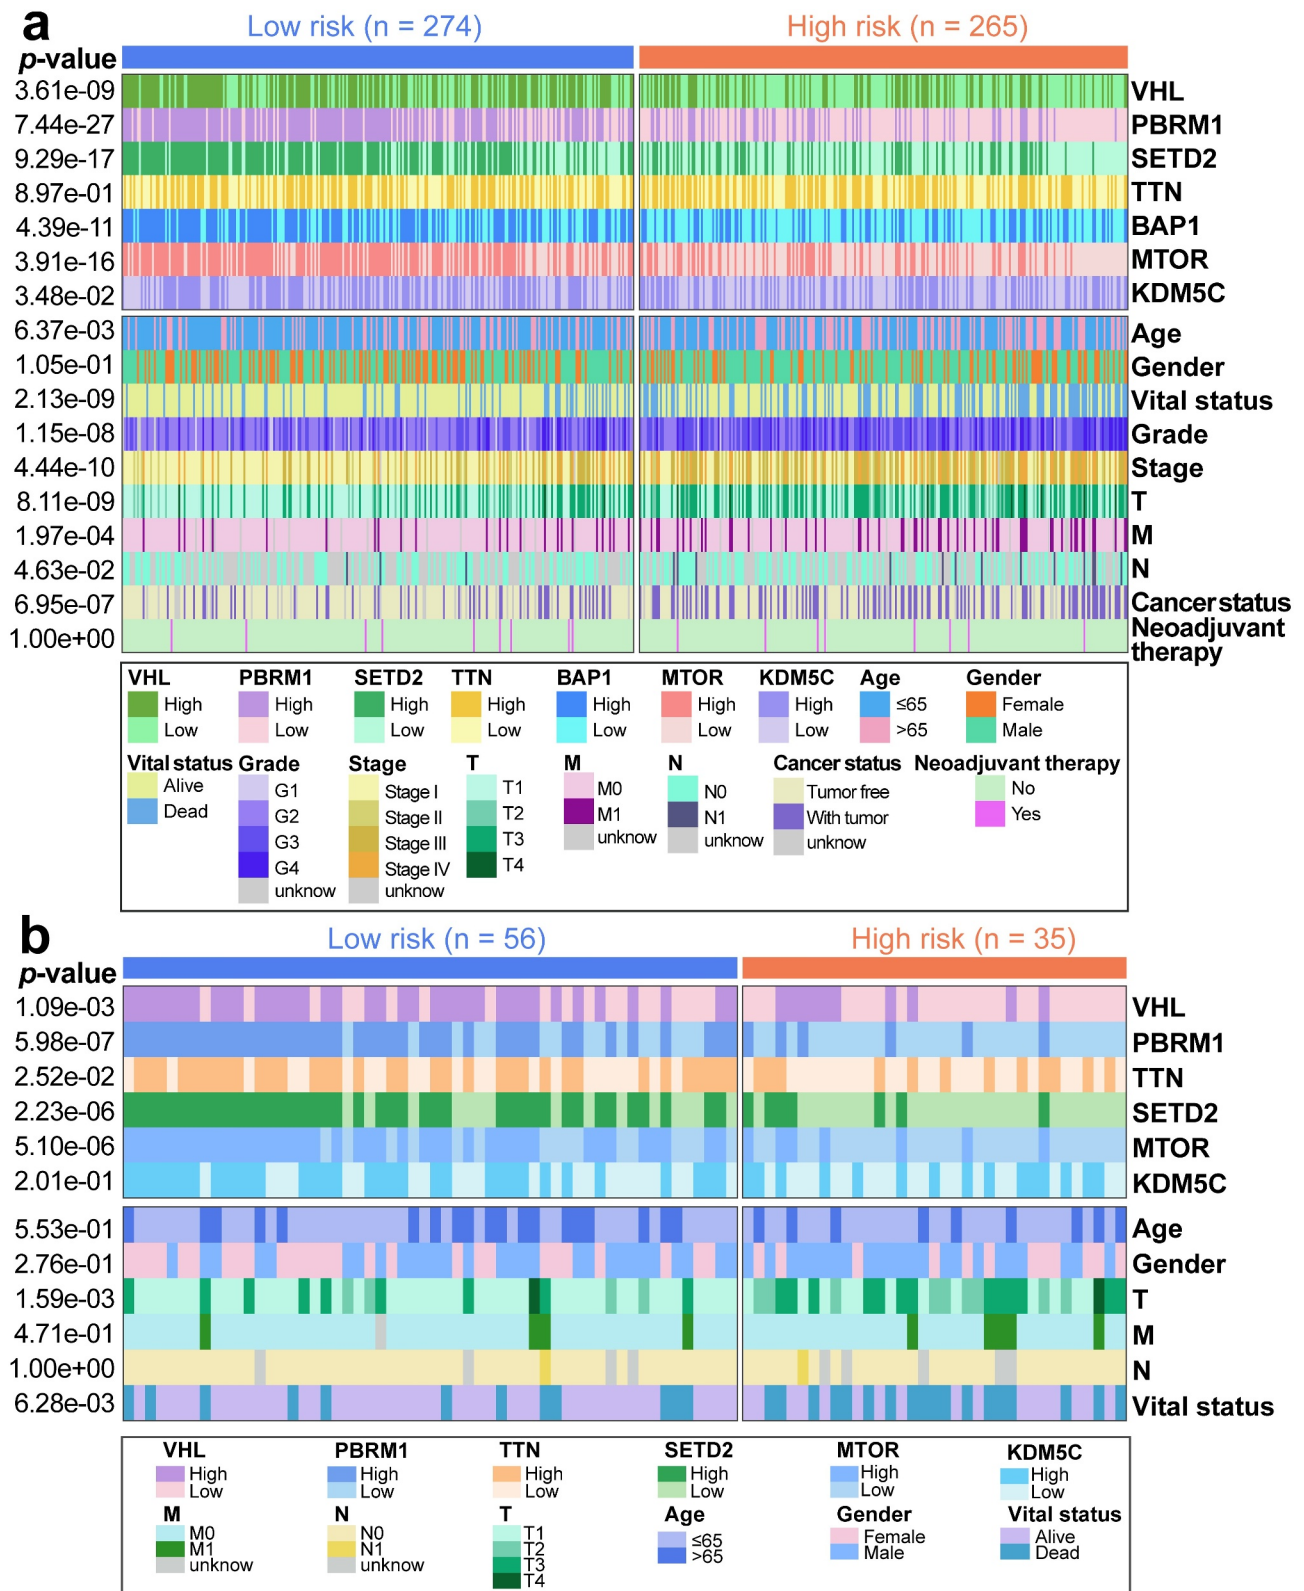 a
Low risk (n = 274) High risk (n = 265)
p-value
3.61e-09 VHL
7.44e-27 PBRM1
9.29e-17 SETD2
8.97e-01 TTN
4.39e-11 BAP1
3.91e-16 MTOR
3.48e-02 KDM5C
6.37e-03 Age
1.05e-01 Gender
2.13e-09 Vital status
1.15e-08 Grade
4.44e-10 Stage
8.11e-09 T
1.97e-04 M
4.63e-02 N
6.95e-07 Cancer status
1.00e+00 Neoadjuvant
therapy
VHL PBRM1 SETD2 TTN BAP1 MTOR KDM5C Age Gender
High High High High High High High ≤65 Female
Low Low Low Low Low Low Low >65 Male
Vital status Grade Stage T M N Cancer status Neoadjuvant therapy
Alive G1 Stage I T1 M0 N0 Tumor free No
Dead G2 Stage II T2 M1 N1 With tumor Yes
G3 Stage III T3 unknow unknow unknow
G4 Stage IV T4
unknow unknow
b
Low risk (n = 56) High risk (n = 35)
p-value
1.09e-03 VHL
5.98e-07 PBRM1
2.52e-02 TTN
2.23e-06 SETD2
5.10e-06 MTOR
2.01e-01 KDM5C
5.53e-01 Age
2.76e-01 Gender
1.59e-03 T
4.71e-01 M
1.00e+00 N
6.28e-03 Vital status
VHL PBRM1 TTN SETD2 MTOR KDM5C
High High High High High High
Low Low Low Low Low Low
M N T Age Gender Vital status
M0 N0 T1 ≤65 Female Alive
M1 N1 T2 >65 Male Dead
unknow unknow T3
T4